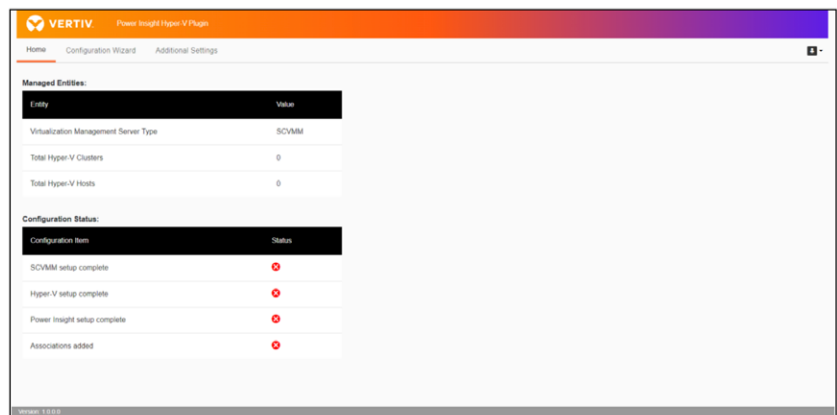 VERTIV. Power Insight Hyper-V Plugin
Home Configuration Wizard Additional Settings
Managed Entities:
Entity Value
Virtualization Management Server Type SCVMM
Total Hyper-V Clusters 0
Total Hyper-V Hosts 0
Configuration Status:
Configuration Item Status
SCVMM setup complete
Hyper-V setup complete
Power Insight setup complete
Associations added
Version: 1.0.0.0